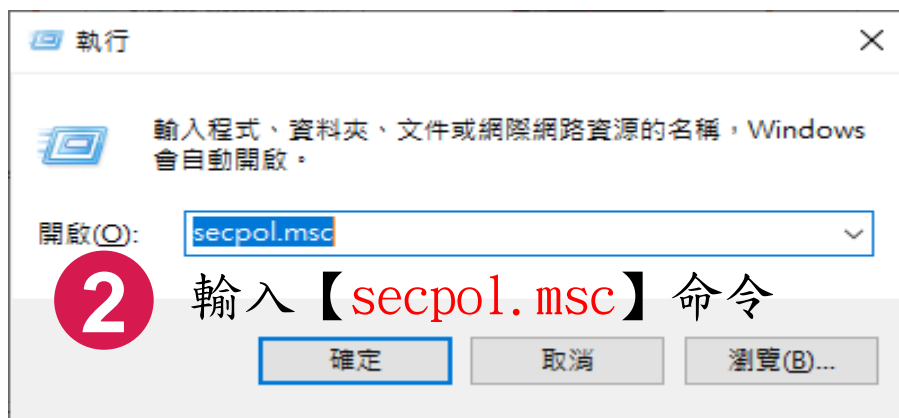 執行
輸入程式、資料夾、文件或網際網路資源的名稱，Windows
會自動開啟。
開啟(O):
secpol.msc
2
輸入【secpol.msc】命令
確定
取消
瀏覽(B)...